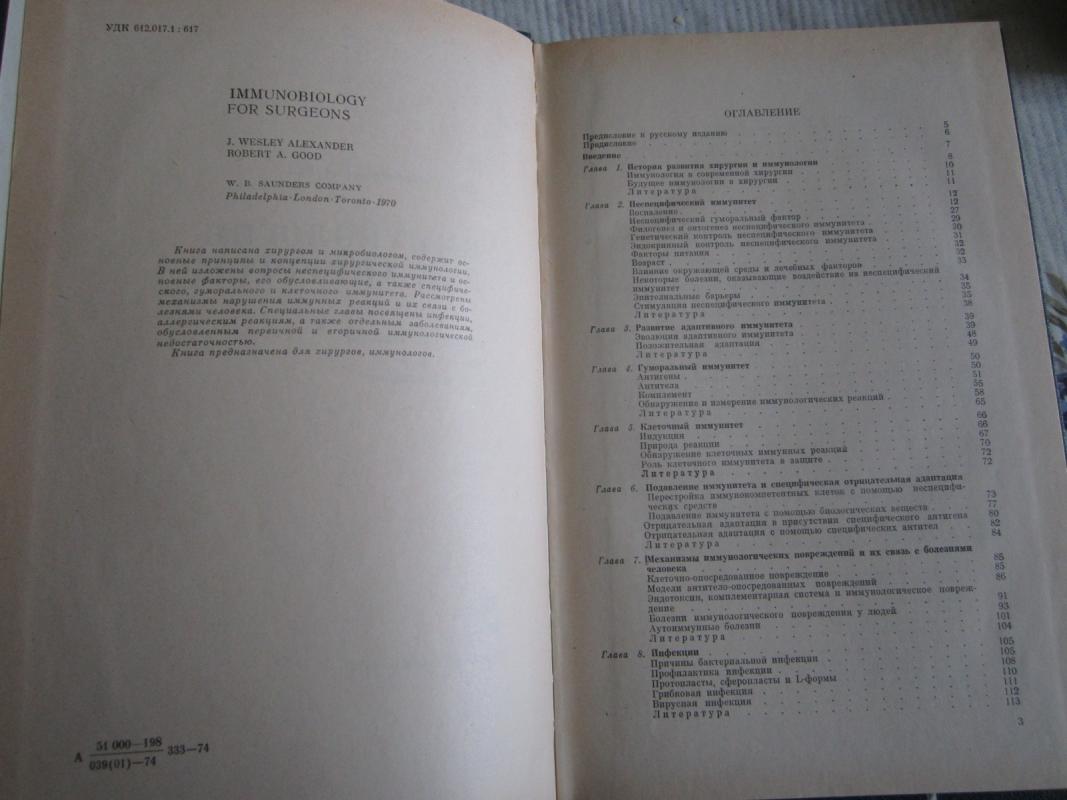 УДК 612.017.1 : 617
IMMUNOBIOLOGY
FOR SURGEONS
J. WESLEY ALEXANDER
ROBERT A. GOOD
W. B. SAUNDERS COMPANY
Philadelphia·London·Toronto·1970
Книга написана хирургом и микробиологом, содержит ос-
новные принципы и концепции хирургической иммунологии.
В ней изложены вопросы неспецифического иммунитета и ос-
новные факторы, его обусловливающие, а также специфиче-
ского, гуморального и клеточного иммунитета. Рассмотрены
механизмы нарушения иммунных реакций и их связи с бо-
лезнями человека. Специальные главы посвящены инфекции,
аллергическим реакциям, а также отдельным заболеваниям,
обусловленным первичной и вторичной иммунологической
недостаточностью.
Книга предназначена для хирургов, иммунологов.
А 51 000—198
039(01)—74 333—74
ОГЛАВЛЕНИЕ
Предисловие к русскому изданию 5
Предисловие 6
Введение 7
Глава 1. История развития хирургии и иммунологии 8
Иммунология в современной хирургии 10
Будущее иммунологии в хирургии 11
Литература 11
Глава 2. Неспецифический иммунитет 12
Воспаление 12
Неспецифический гуморальный фактор 27
Филогенез и онтогенез неспецифического иммунитета 29
Генетический контроль неспецифического иммунитета 30
Эндокринный контроль неспецифического иммунитета 31
Факторы питания 32
Возраст 32
Влияние окружающей среды и лечебных факторов 33
Некоторые болезни, оказывающие воздействие на неспецифический
иммунитет 34
Эпителиальные барьеры 35
Стимуляция неспецифического иммунитета 35
Литература 38
Глава 3. Развитие адаптивного иммунитета 39
Эволюция адаптивного иммунитета 39
Положительная адаптация 48
Литература 49
Глава 4. Гуморальный иммунитет 50
Антигены 50
Антитела 51
Комплемент 56
Обнаружение и измерение иммунологических реакций 58
Литература 65
Глава 5. Клеточный иммунитет 66
Индукция 66
Природа реакции 67
Обнаружение клеточных иммунных реакций 70
Роль клеточного иммунитета в защите 72
Литература 72
Глава 6. Подавление иммунитета и специфическая отрицательная адаптация
Перестройка иммунокомпетентных клеток с помощью неспецифи-
ческих средств 73
Подавление иммунитета с помощью биологических веществ 77
Отрицательная адаптация в присутствии специфического антигена 80
Отрицательная адаптация с помощью специфических антител 82
Литература 84
Глава 7. Механизмы иммунологических повреждений и их связь с болезнями
человека 85
Клеточно-опосредованное повреждение 85
Модели антитело-опосредованных повреждений 86
Эндотоксин, комплементарная система и иммунологическое повреж-
дение 91
Болезни иммунологического повреждения у людей 93
Аутоиммунные болезни 101
Литература 104
Глава 8. Инфекции 105
Причины бактериальной инфекции 105
Профилактика инфекции 108
Протопласты, сферопласты и L-формы 110
Грибковая инфекция 111
Вирусная инфекция 112
Литература 113
3